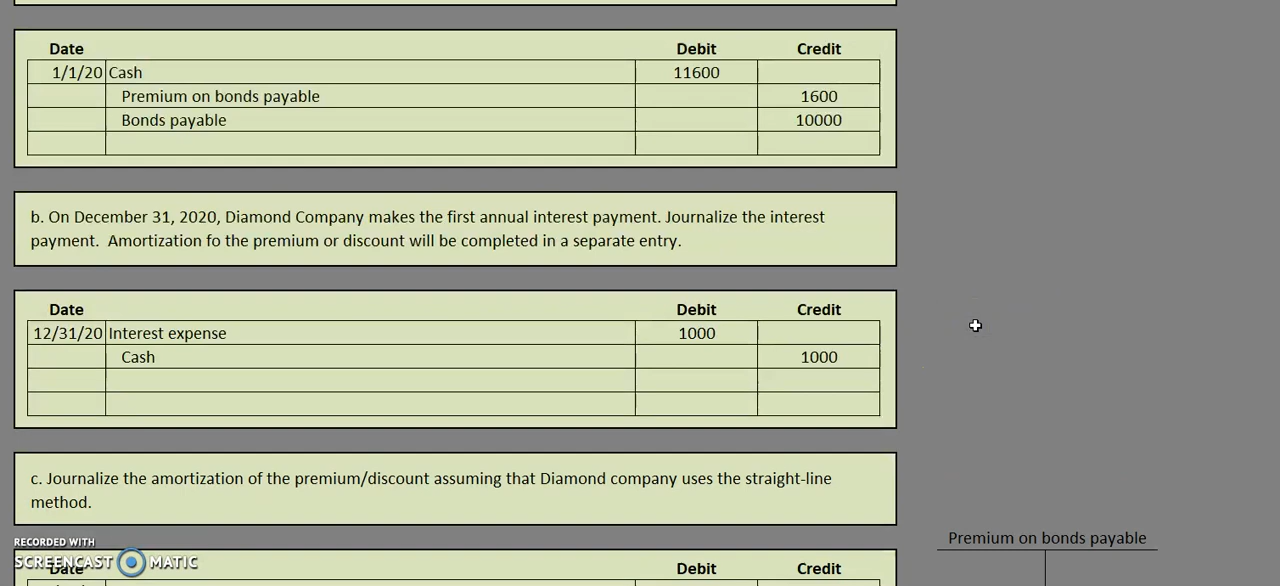 Date Debit Credit
1/1/20 Cash 11600
Premium on bonds payable 1600
Bonds payable 10000
b. On December 31, 2020, Diamond Company makes the first annual interest payment. Journalize the interest
payment. Amortization fo the premium or discount will be completed in a separate entry.
Date Debit Credit
12/31/20 Interest expense 1000
Cash 1000
c. Journalize the amortization of the premium/discount assuming that Diamond company uses the straight-line
method.
Premium on bonds payable
RECORDED WITH
SCREENCAST MATIC
Date Debit Credit